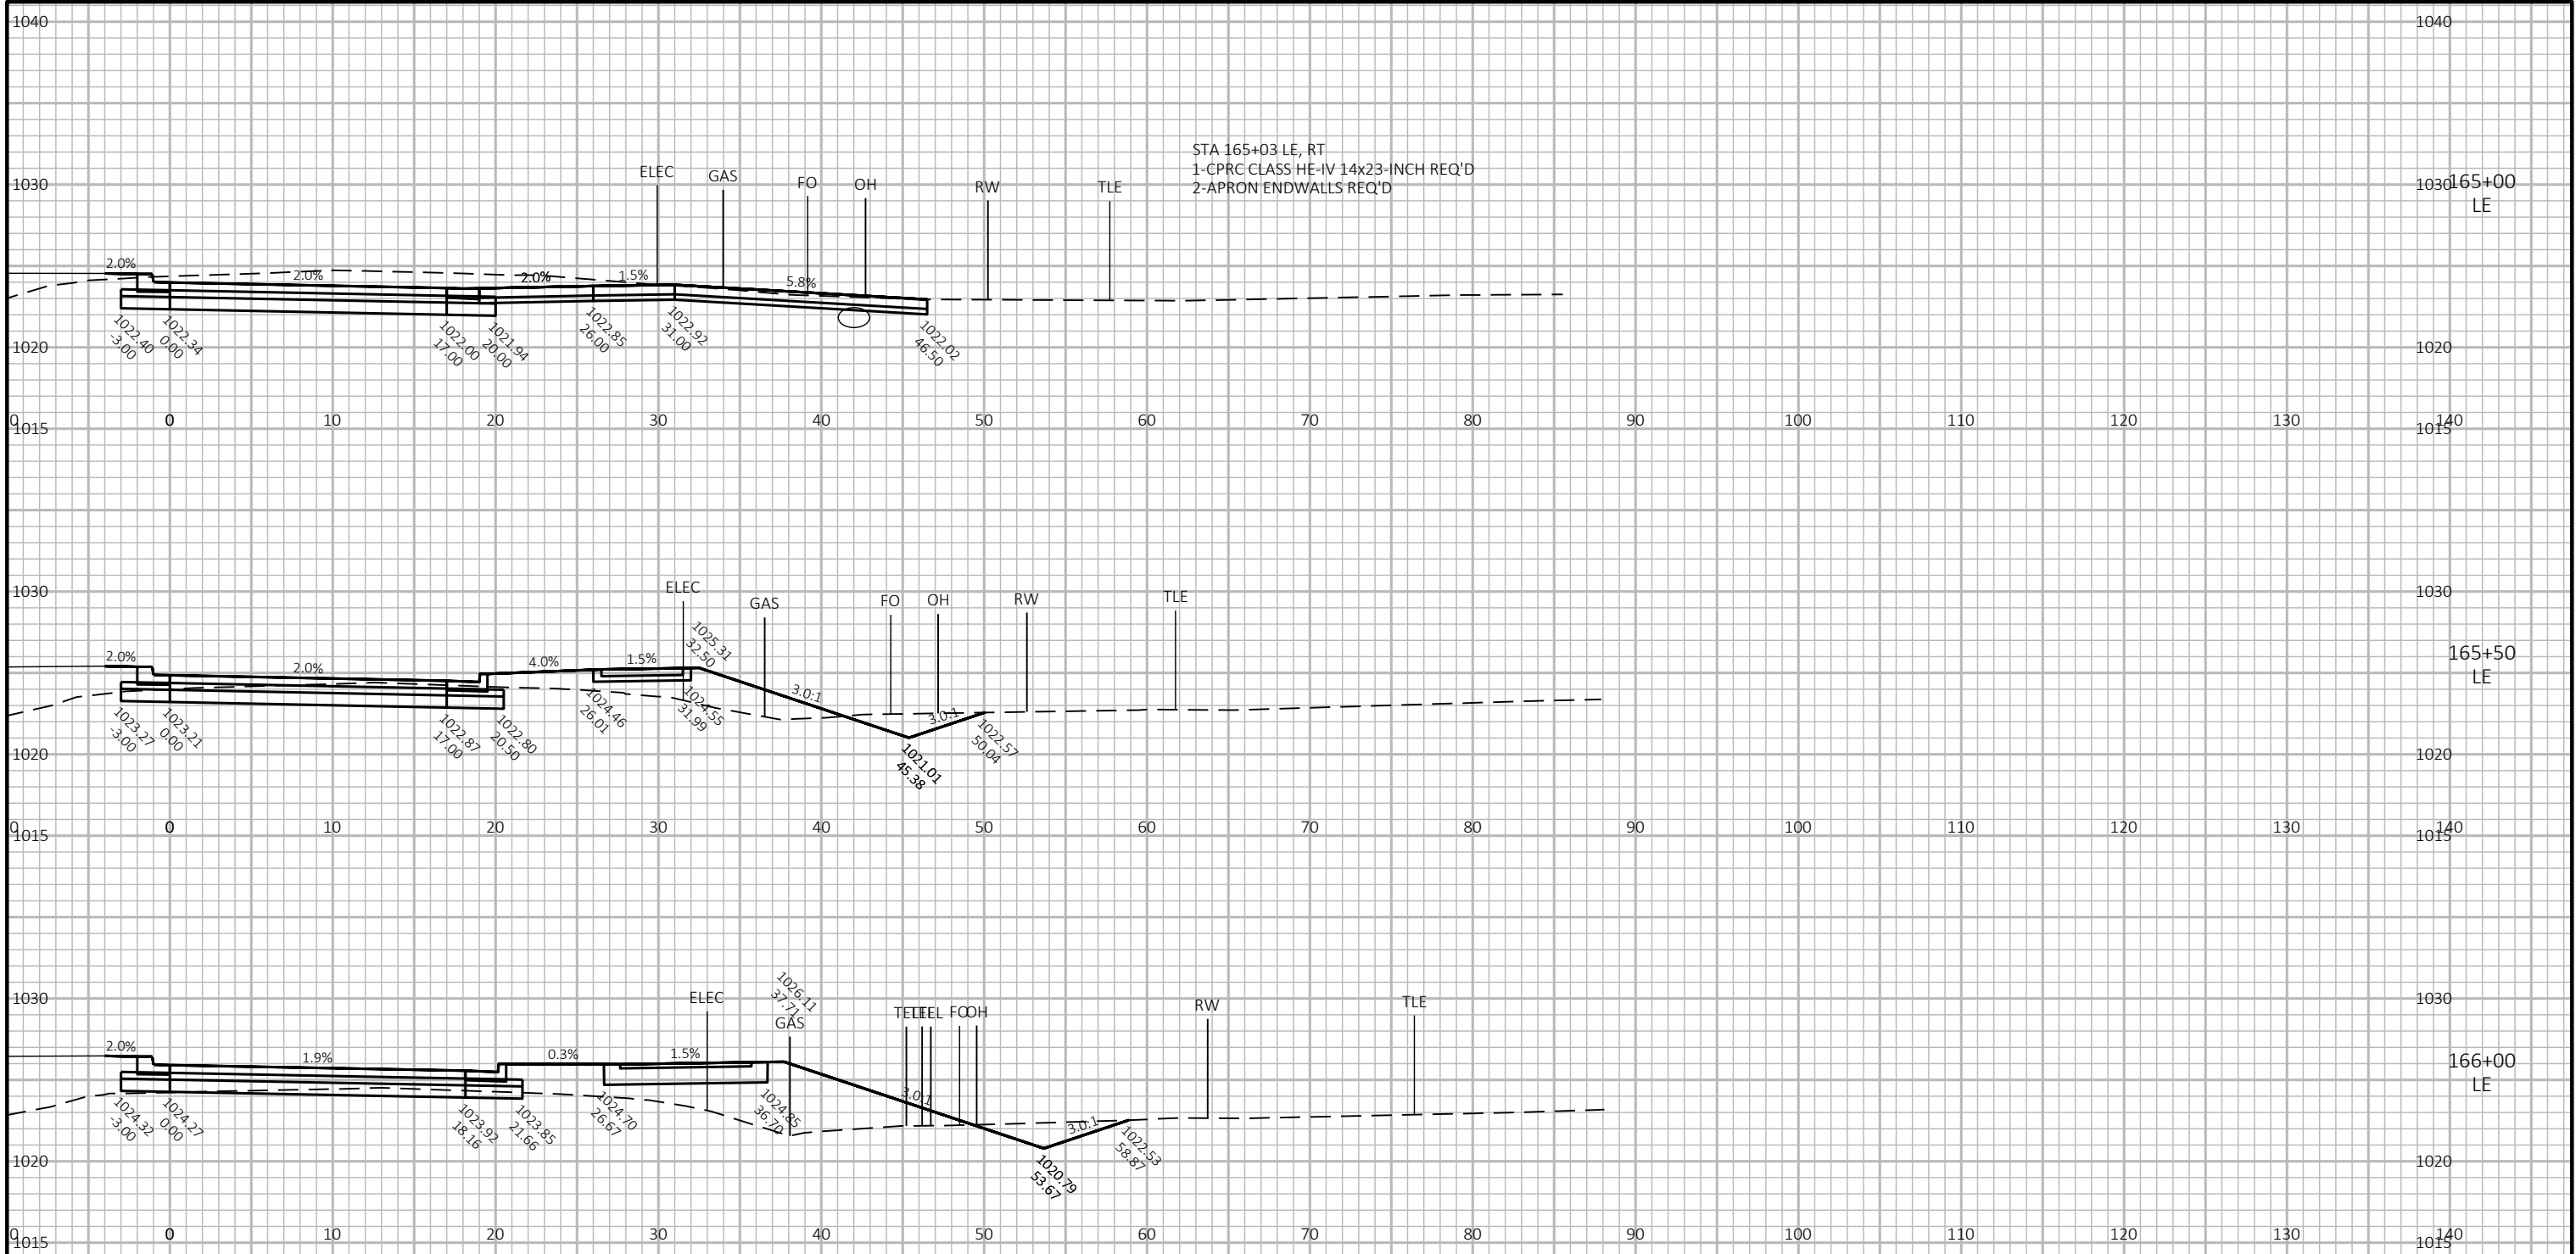 1040 1040
STA 165+03 LE, RT
1-CPRC CLASS HE-IV 14x23-INCH REQ'D
2-APRON ENDWALLS REQ'D
ELEC GAS FO OH RW TLE
1030 1030 165+00
LE
2.0% 2.0% 2.0% 1.5% 5.8%
1022.40 1022.34 1022.00 1021.94 1022.85 1022.92 1022.02
-3.00 0.00 17.00 20.00 26.00 31.00 46.50
1020 1020
0 0 10 20 30 40 50 60 70 80 90 100 110 120 130 140
1015 1015
1030 1030
ELEC GAS FO OH RW TLE
1025.31
32.50
165+50
LE
2.0% 2.0% 4.0% 1.5% 3.0:1 3.0:1
1023.27 1023.21 1022.87 1022.80 1024.46 1024.55 1022.57
-3.00 0.00 17.00 20.50 26.01 31.99 50.04
1020 1020
1021.01
45.38
0 0 10 20 30 40 50 60 70 80 90 100 110 120 130 140
1015 1015
1026.11
37.71
1030 1030
ELEC GAS TEL TEL TEL FO OH RW TLE
166+00
LE
2.0% 1.9% 0.3% 1.5% 3.0:1 3.0:1
1024.32 1024.27 1023.92 1023.85 1024.70 1024.85 1022.53
-3.00 0.00 18.16 21.66 26.67 36.70 58.87
1020 1020
1020.79
53.67
0 0 10 20 30 40 50 60 70 80 90 100 110 120 130 140
1015 1015